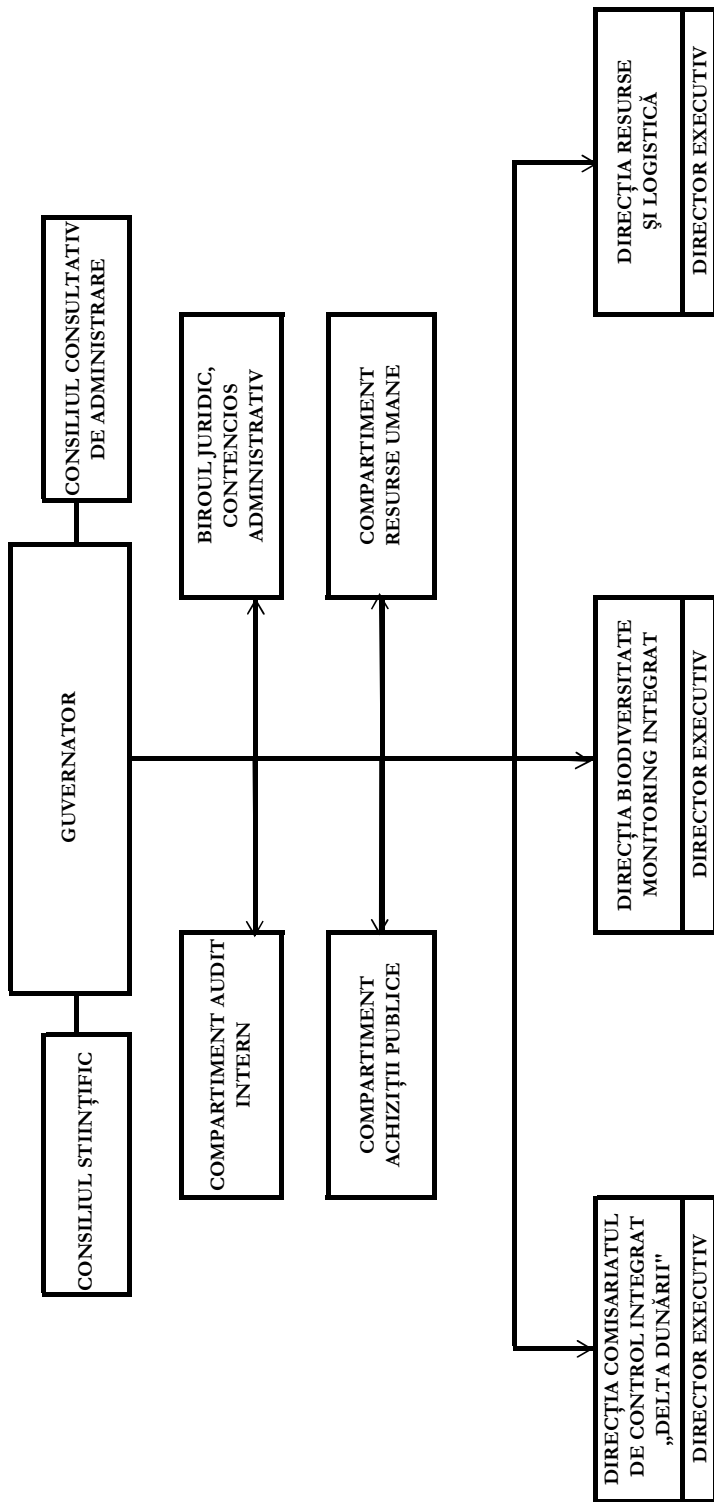 GUVERNATOR
CONSILIUL STIINȚIFIC
CONSILIUL CONSULTATIV
DE ADMINISTRARE
COMPARTIMENT AUDIT
INTERN
BIROUL JURIDIC,
CONTENCIOS
ADMINISTRATIV
COMPARTIMENT
ACHIZIȚII PUBLICE
COMPARTIMENT
RESURSE UMANE
DIRECȚIA COMISARIATUL
DE CONTROL INTEGRAT
„DELTA DUNĂRII"
DIRECTOR EXECUTIV
DIRECȚIA BIODIVERSITATE
MONITORING INTEGRAT
DIRECTOR EXECUTIV
DIRECȚIA RESURSE
ŞI LOGISTICĂ
DIRECTOR EXECUTIV